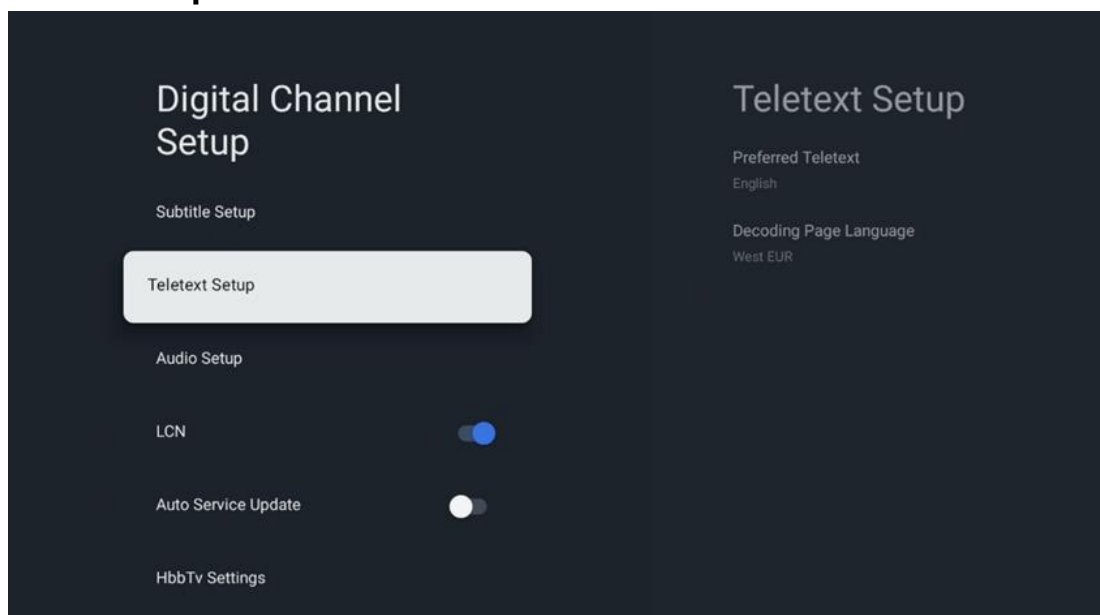 Digital Channel
Setup
Subtitle Setup
Teletext Setup
Audio Setup
LCN
Auto Service Update
HbbTv Settings
Teletext Setup
Preferred Teletext
English
Decoding Page Language
West EUR